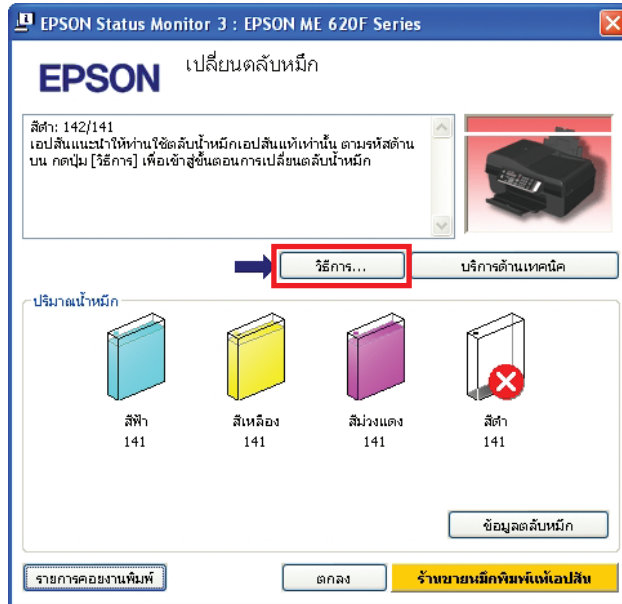 EPSON Status Monitor 3 : EPSON ME 620F Series
EPSON
เปลี่ยนตลับหมึก
สีดำ: 142/141
เอปสันแนะนำให้ท่านใช้ตลับน้ำหมึกเอปสันแท้เท่านั้น ตามรหัสด้าน
บน กดปุ่ม [วิธีการ] เพื่อเข้าสู่ขั้นตอนการเปลี่ยนตลับน้ำหมึก
วิธีการ...
บริการด้านเทคนิค
ปริมาณน้ำหมึก
สีฟ้า
สีเหลือง
สีม่วงแดง
สีดำ
141
141
141
141
ข้อมูลตลับหมึก
รายการคอยงานพิมพ์
ตกลง
ร้านขายหมึกพิมพ์แท้เอปสัน